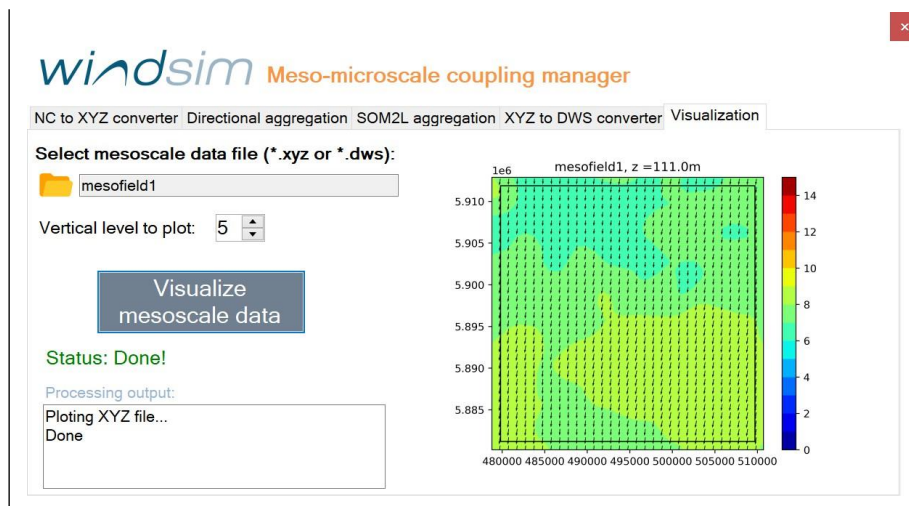 ×
windsim Meso-microscale coupling manager
NC to XYZ converter Directional aggregation SOM2L aggregation XYZ to DWS converter Visualization
Select mesoscale data file (*.xyz or *.dws):
mesofield1
Vertical level to plot: 5
Visualize
mesoscale data
Status: Done!
Processing output:
Ploting XYZ file...
Done
1e6 mesofield1, z =111.0m
5.910
5.905
5.900
5.895
5.890
5.885
480000 485000 490000 495000 500000 505000 510000
14
12
10
8
6
4
2
0